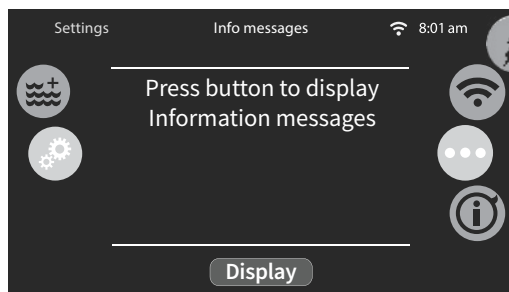 Settings
Info messages
8:01 am
Press button to display
Information messages
Display